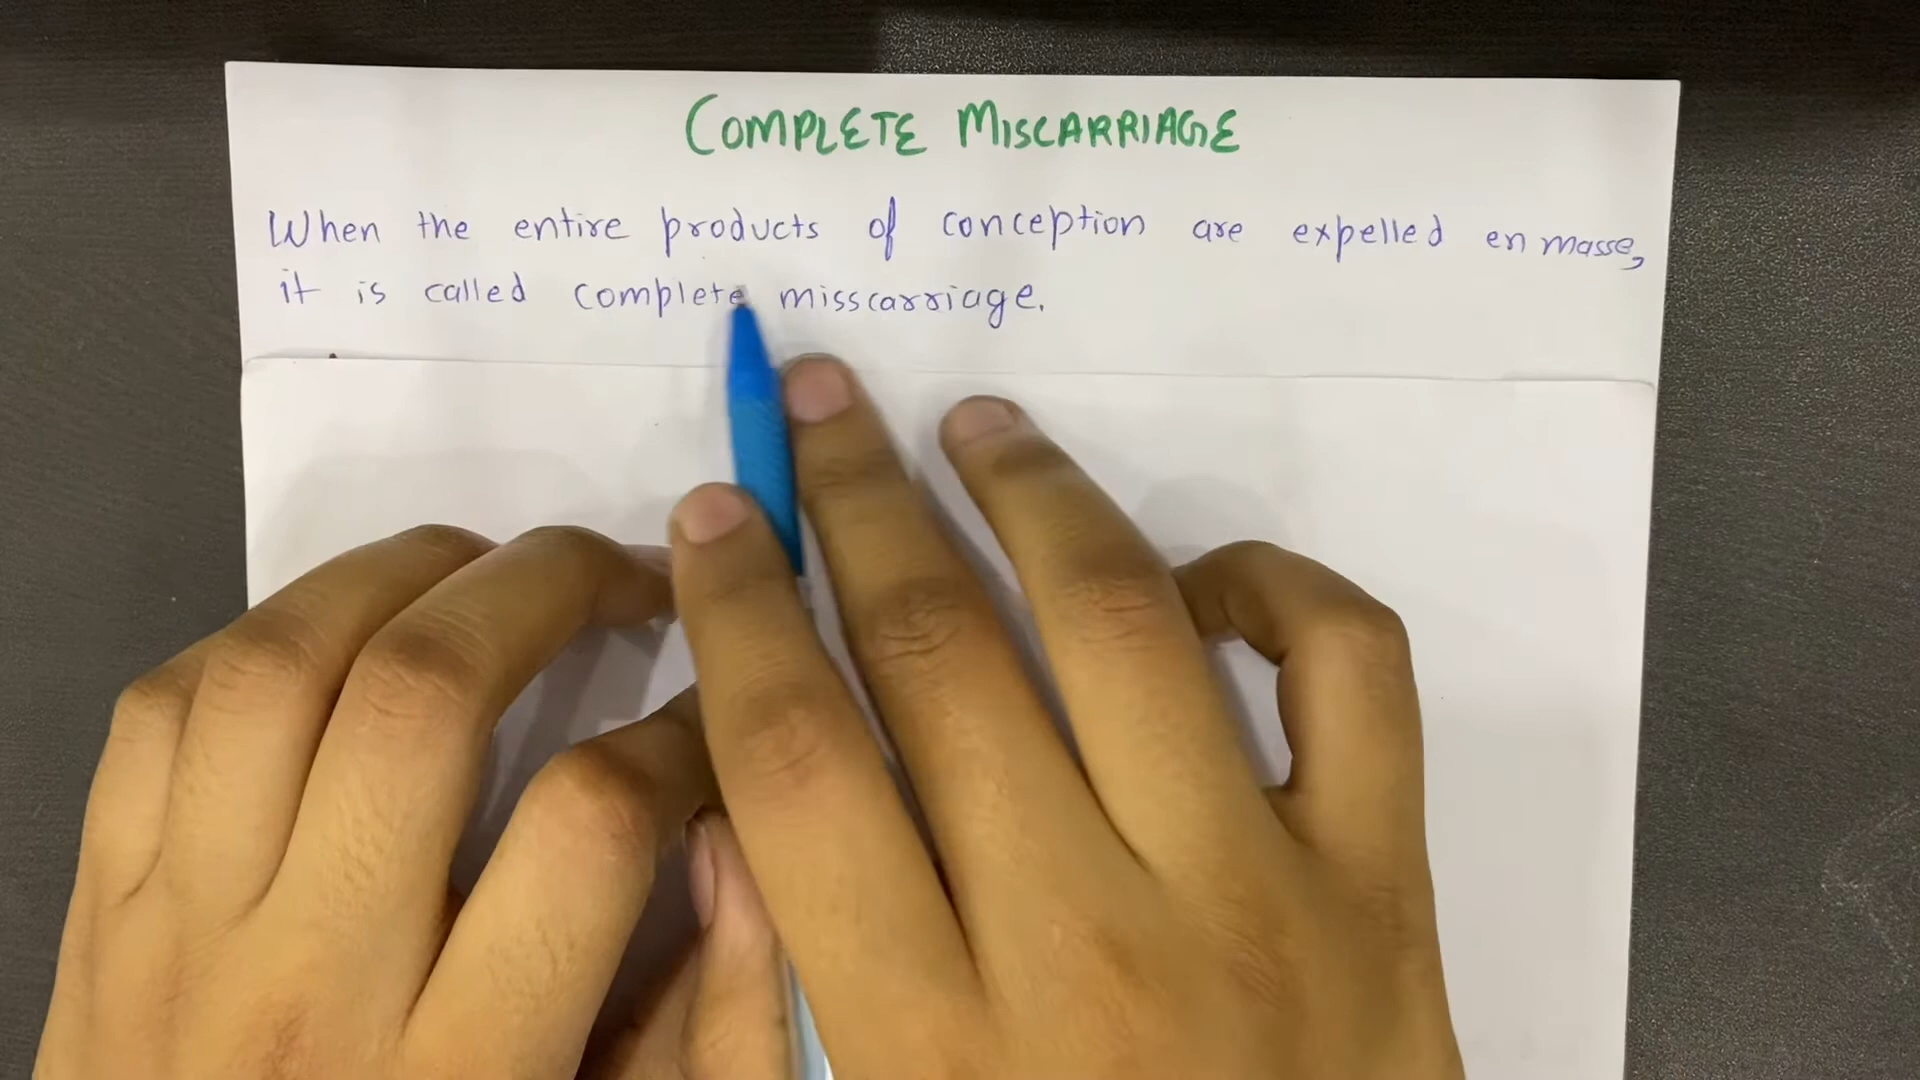 COMPLETE MISCARRIAGE
When the entire products of conception are expelled en masse,
it is called complete misscarriage.